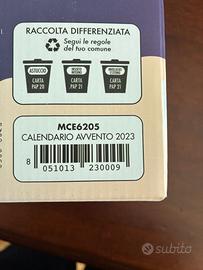 RACCOLTA DIFFERENZIATA
Segui le regole
del tuo comune
ASTUCCIO
CARTA
PAP 20
CARTA
PAP 21
CARTA
PAP 21
MCE6205
CALENDARIO AVVENTO 2023
8 051013 230009
subito